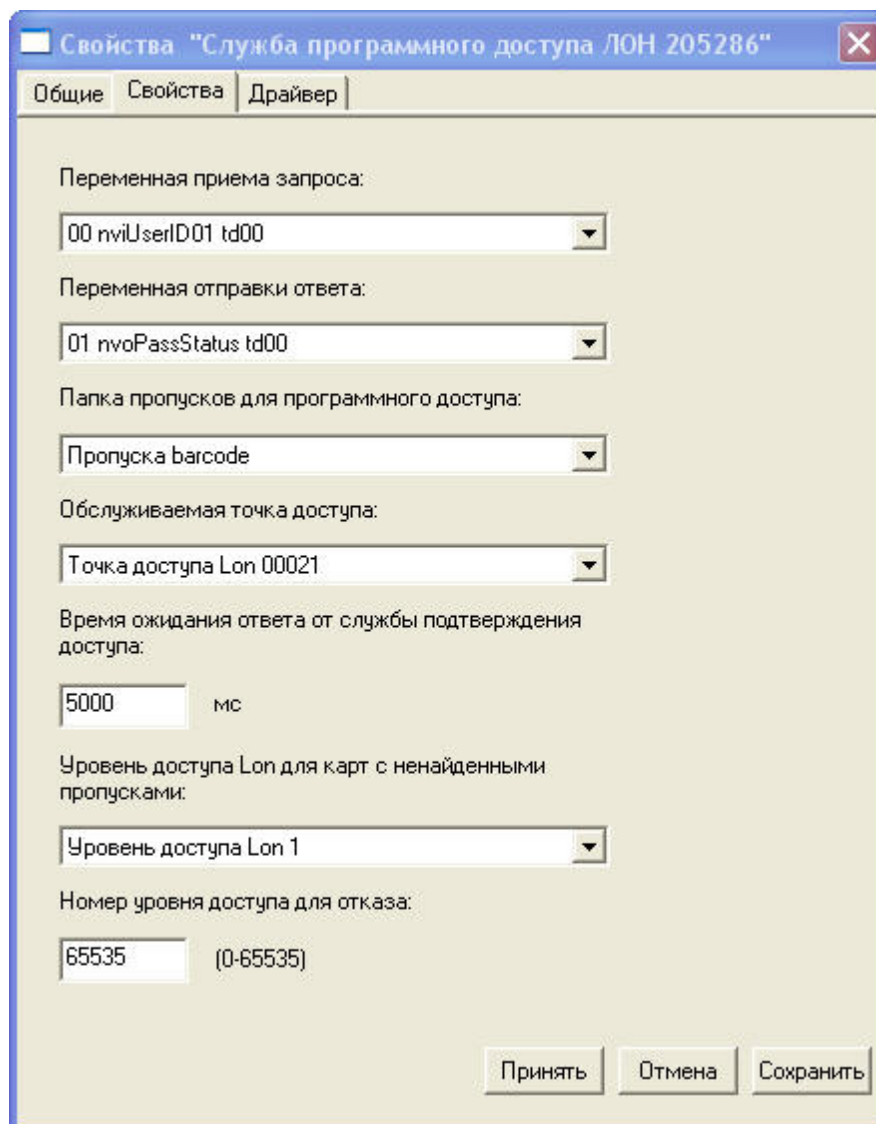 Свойства "Служба программного доступа ЛОН 205286"
Общие Свойства Драйвер
Переменная приема запроса:
00 nviUserID01 td00
Переменная отправки ответа:
01 nvoPassStatus td00
Папка пропусков для программного доступа:
Пропуска barcode
Обслуживаемая точка доступа:
Точка доступа Lon 00021
Время ожидания ответа от службы подтверждения
доступа:
5000 мс
Уровень доступа Lon для карт с ненайденными
пропусками:
Уровень доступа Lon 1
Номер уровня доступа для отказа:
65535 (0-65535)
Принять Отмена Сохранить